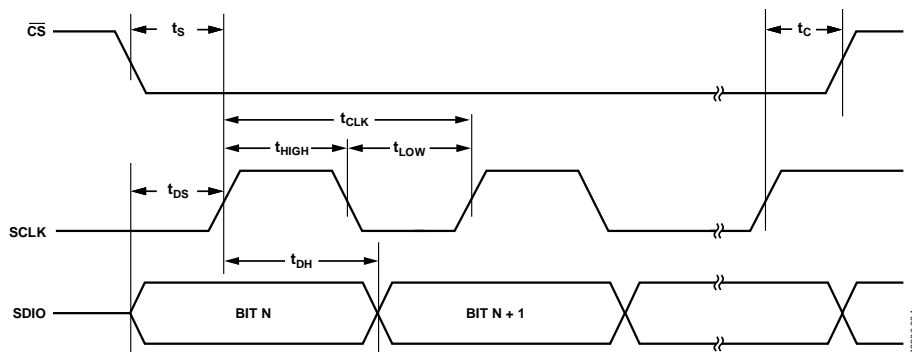 CS
tS
tC
tCLK
tHIGH
tLOW
tDS
SCLK
tDH
SDIO
BIT N
BIT N + 1